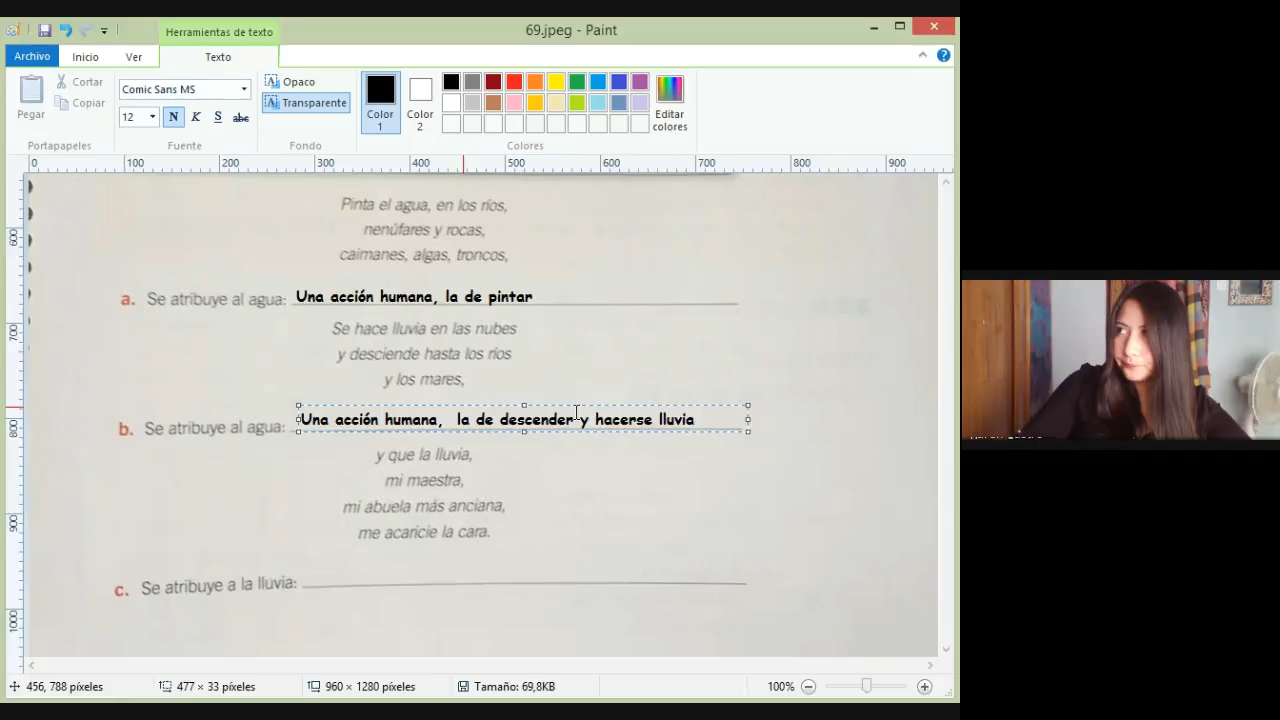 69.jpeg - Paint
Herramientas de texto
Archivo Inicio Ver Texto
Pegar
Cortar
Copiar
Portapapeles
Comic Sans MS
12 N K S abc
Fuente
Opaco
Transparente
Fondo
Color 1
Color 2
Editar colores
Colores
0 100 200 300 400 500 600 700 800 900
600
700
800
900
1000
Pinta el agua, en los ríos,
nenúfares y rocas,
caimanes, algas, troncos,
a. Se atribuye al agua: Una acción humana, la de pintar
Se hace lluvia en las nubes
y desciende hasta los ríos
y los mares,
b. Se atribuye al agua: Una acción humana, la de descender y hacerse lluvia
y que la lluvia,
mi maestra,
mi abuela más anciana,
me acaricie la cara.
c. Se atribuye a la lluvia:
456, 788 píxeles 477 × 33 píxeles 960 × 1280 píxeles Tamaño: 69,8KB 100%